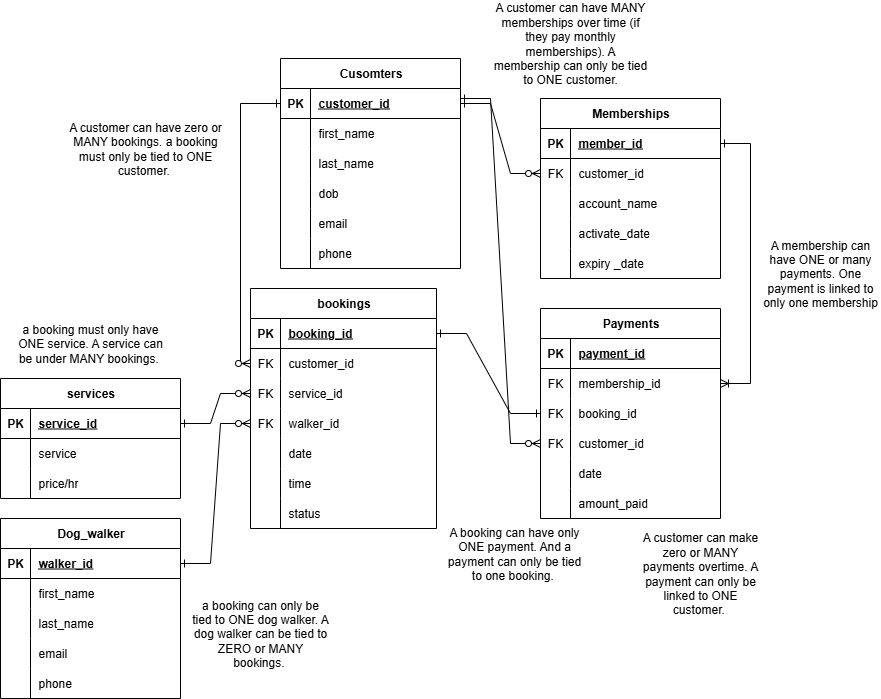 A customer can have MANY
memberships over time (if
they pay monthly
memberships). A
membership can only be tied
to ONE customer.
Cusomters
PK customer_id
first_name
last_name
dob
email
phone
A customer can have zero or
MANY bookings. a booking
must only be tied to ONE
customer.
Memberships
PK member_id
FK customer_id
account_name
activate_date
expiry _date
A membership can
have ONE or many
payments. One
payment is linked to
only one membership
bookings
PK booking_id
FK customer_id
FK service_id
FK walker_id
date
time
status
Payments
PK payment_id
FK membership_id
FK booking_id
FK customer_id
date
amount_paid
a booking must only have
ONE service. A service can
be under MANY bookings.
services
PK service_id
service
price/hr
Dog_walker
PK walker_id
first_name
last_name
email
phone
A booking can have only
ONE payment. And a
payment can only be tied
to one booking.
A customer can make
zero or MANY
payments overtime. A
payment can only be
linked to ONE
customer.
a booking can only be
tied to ONE dog walker. A
dog walker can be tied to
ZERO or MANY
bookings.